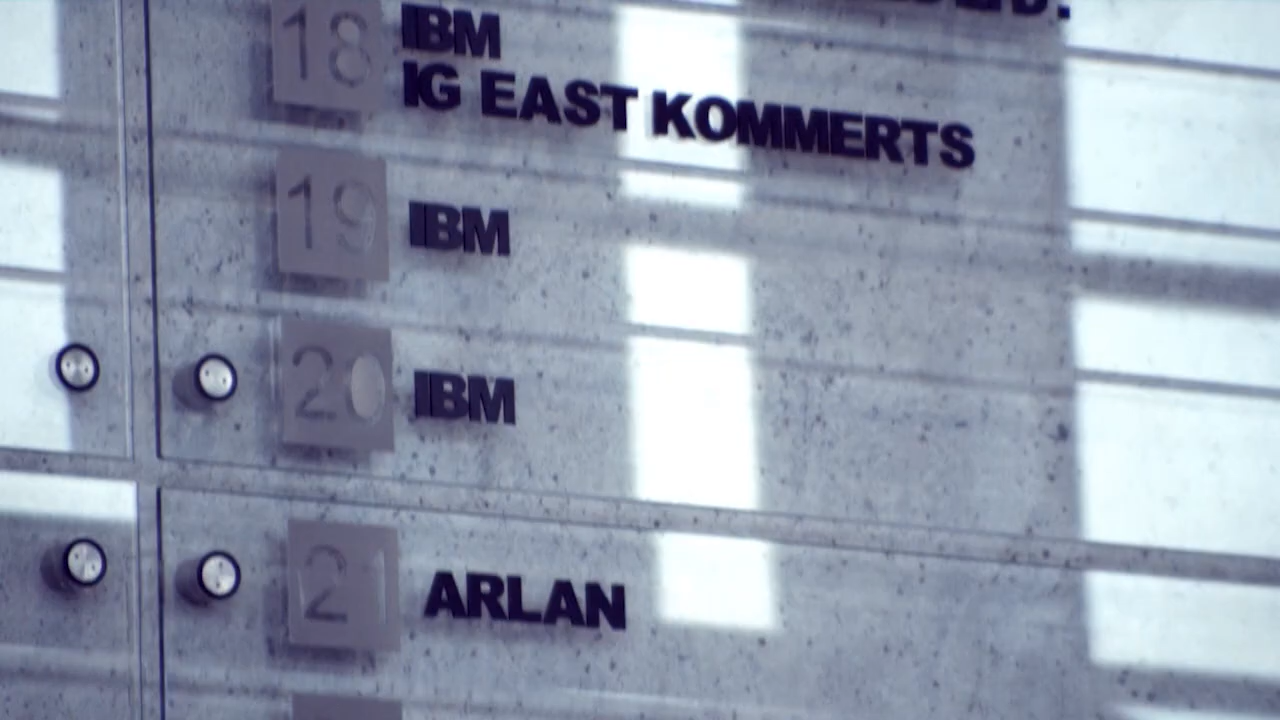 18 IBM
IG EAST KOMMERTS
19 IBM
20 IBM
21 ARLAN